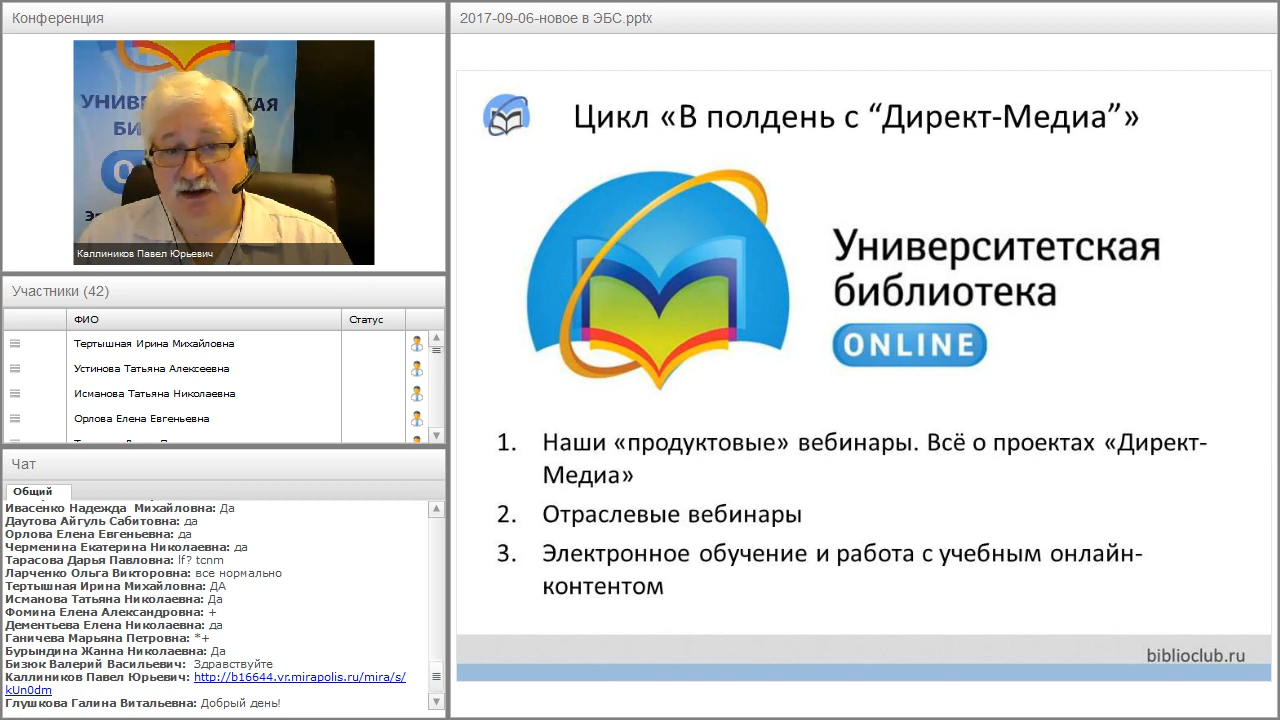 Конференция
УНИВЕР СКАЯ
БИ
О
Каллиников Павел Юрьевич
Участники (42)
ФИО Статус
Тертышная Ирина Михайловна
Устинова Татьяна Алексеевна
Исманова Татьяна Николаевна
Орлова Елена Евгеньевна
Чат
Общий
Ивасенко Надежда Михайловна: Да
Даутова Айгуль Сабитовна: да
Орлова Елена Евгеньевна: да
Черменина Екатерина Николаевна: да
Тарасова Дарья Павловна: lf? tcnm
Ларченко Ольга Викторовна: все нормально
Тертышная Ирина Михайловна: ДА
Исманова Татьяна Николаевна: Да
Фомина Елена Александровна: +
Дементьева Елена Николаевна: да
Ганичева Марьяна Петровна: *+
Бурындина Жанна Николаевна: Да
Бизюк Валерий Васильевич: Здравствуйте
Каллиников Павел Юрьевич: http://b16644.vr.mirapolis.ru/mira/s/
kUn0dm
Глушкова Галина Витальевна: Добрый день!
2017-09-06-новое в ЭБС.pptx
Цикл «В полдень с “Директ-Медиа”»
Университетская
библиотека
ONLINE
1. Наши «продуктовые» вебинары. Всё о проектах «Директ-
Медиа»
2. Отраслевые вебинары
3. Электронное обучение и работа с учебным онлайн-
контентом
biblioclub.ru